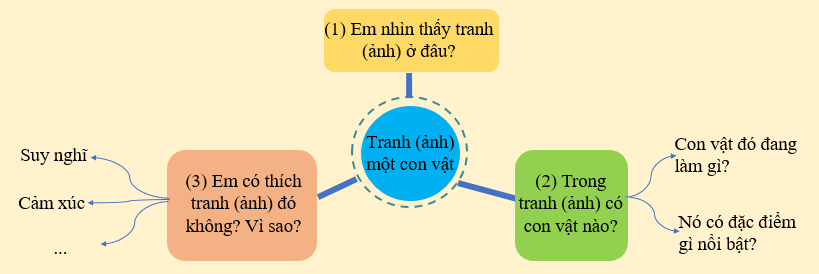 (1) Em nhìn thấy tranh
(ảnh) ở đâu?
Tranh (ảnh)
một con vật
(3) Em có thích
tranh (ảnh) đó
không? Vì sao?
Suy nghĩ
Cảm xúc
...
(2) Trong
tranh (ảnh) có
con vật nào?
Con vật đó đang
làm gì?
Nó có đặc điểm
gì nổi bật?